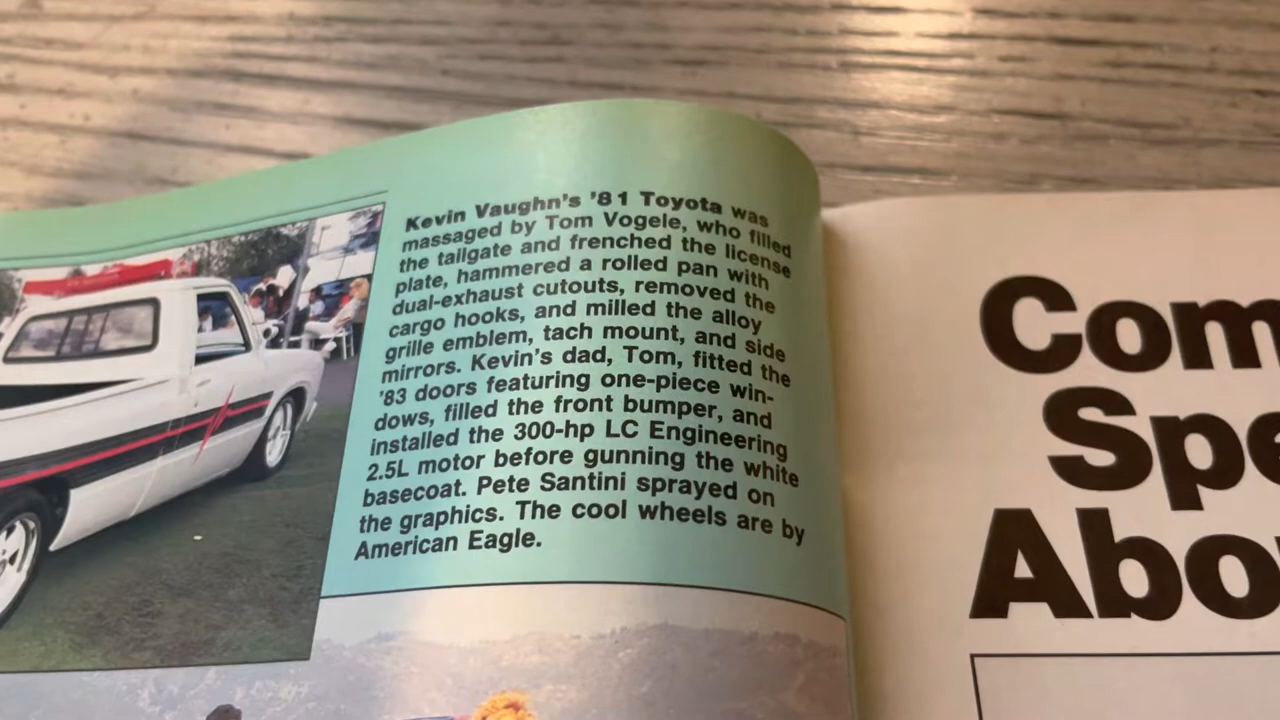 Kevin Vaughn's '81 Toyota was
massaged by Tom Vogele, who filled
the tailgate and frenched the license
plate, hammered a rolled pan with
dual-exhaust cutouts, removed the
cargo hooks, and milled the alloy
grille emblem, tach mount, and side
mirrors. Kevin's dad, Tom, fitted the
'83 doors featuring one-piece win-
dows, filled the front bumper, and
installed the 300-hp LC Engineering
2.5L motor before gunning the white
basecoat. Pete Santini sprayed on
the graphics. The cool wheels are by
American Eagle.
Com
Spe
Abo